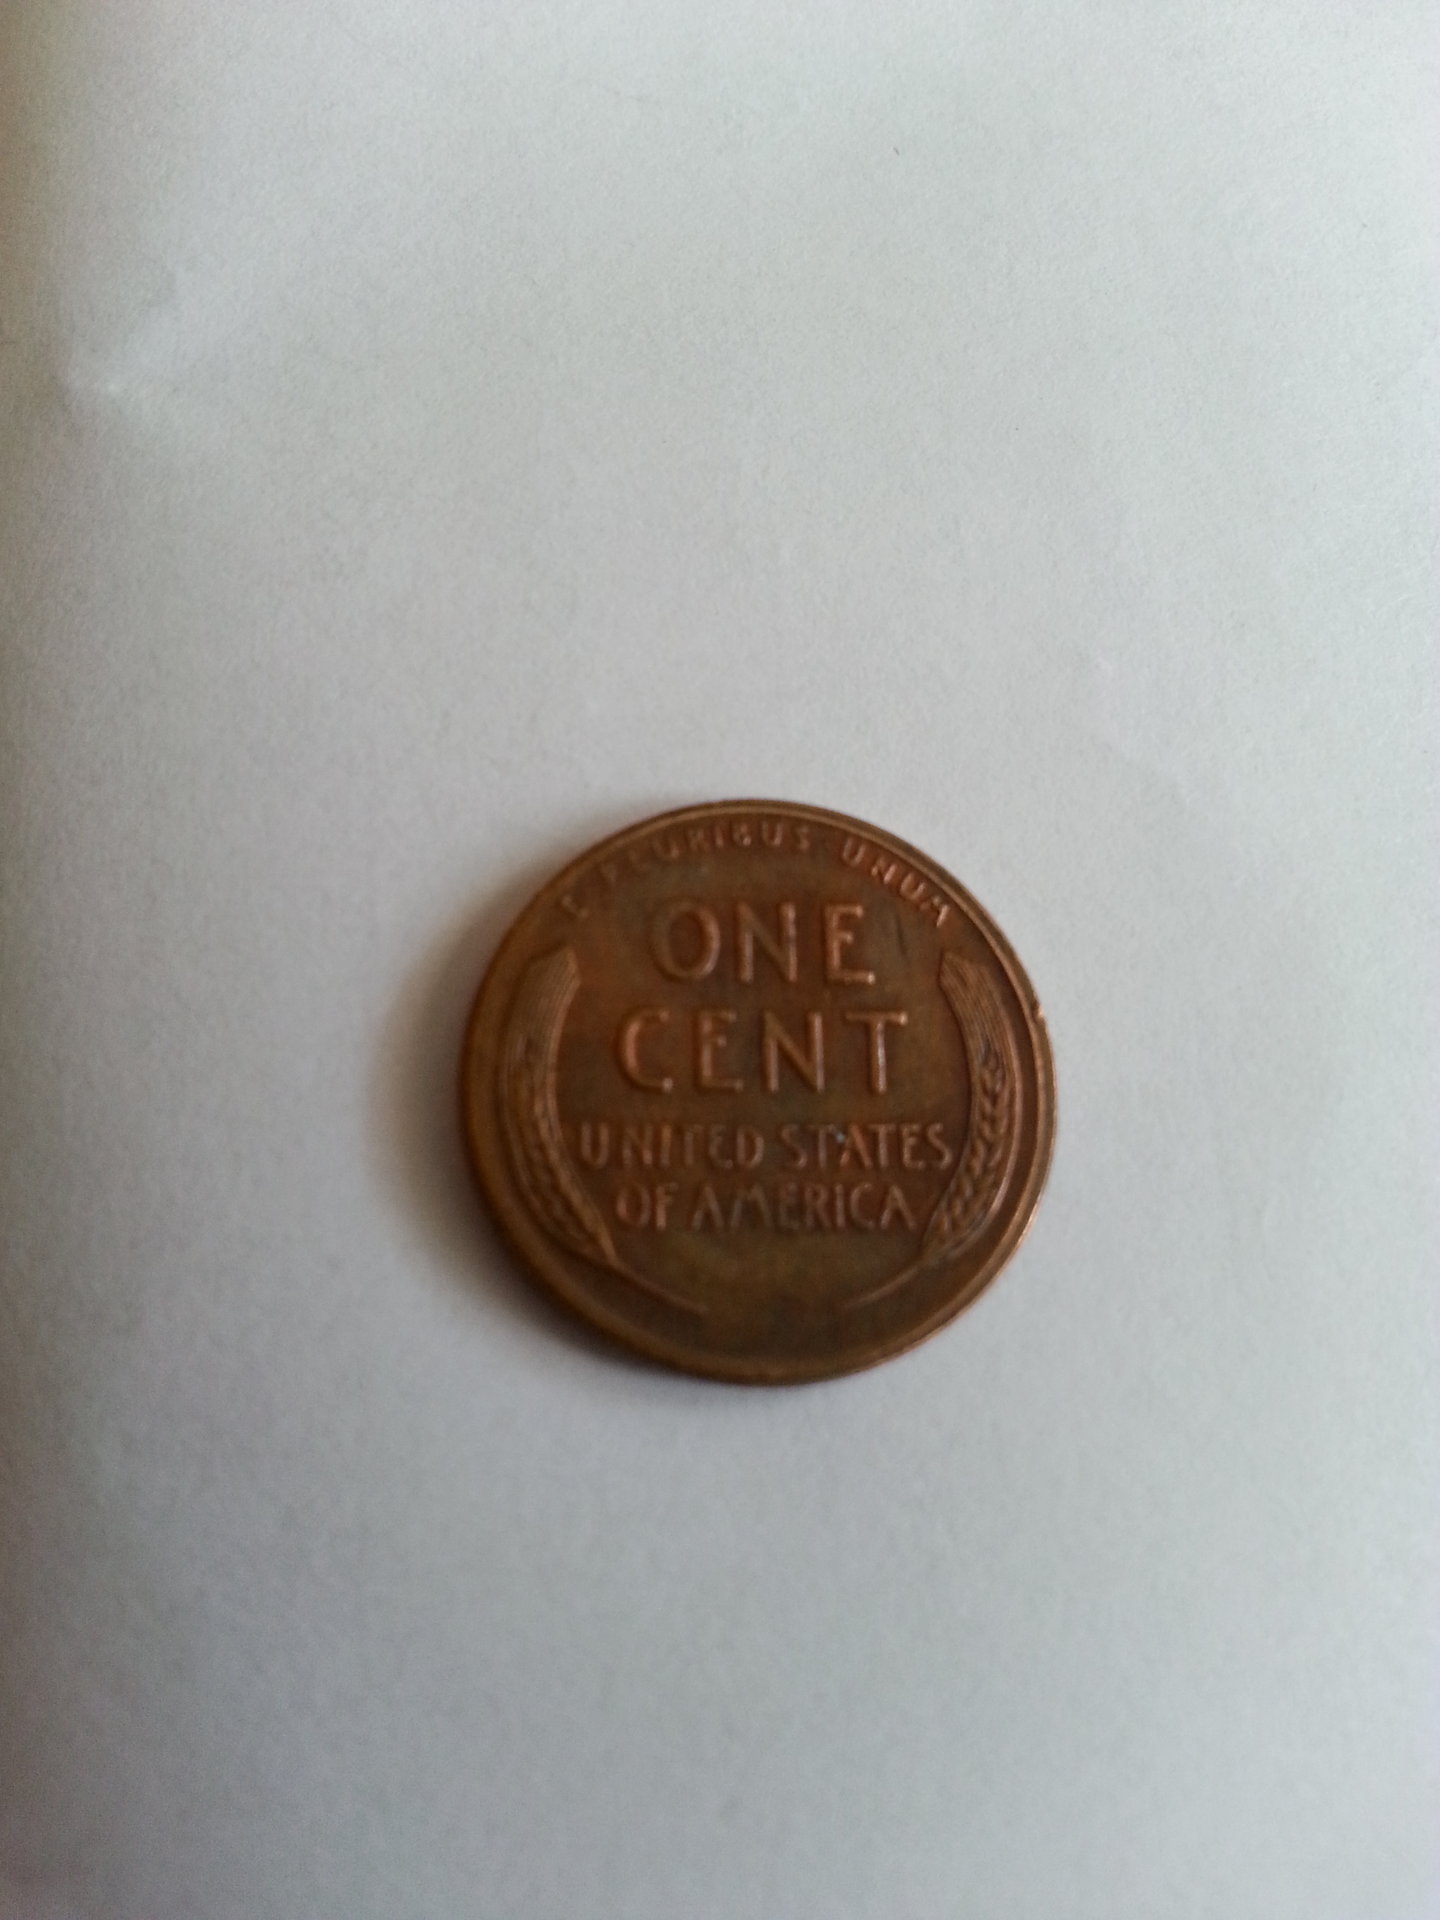 E PLURIBUS UNUM
ONE
CENT
UNITED STATES
OF AMERICA